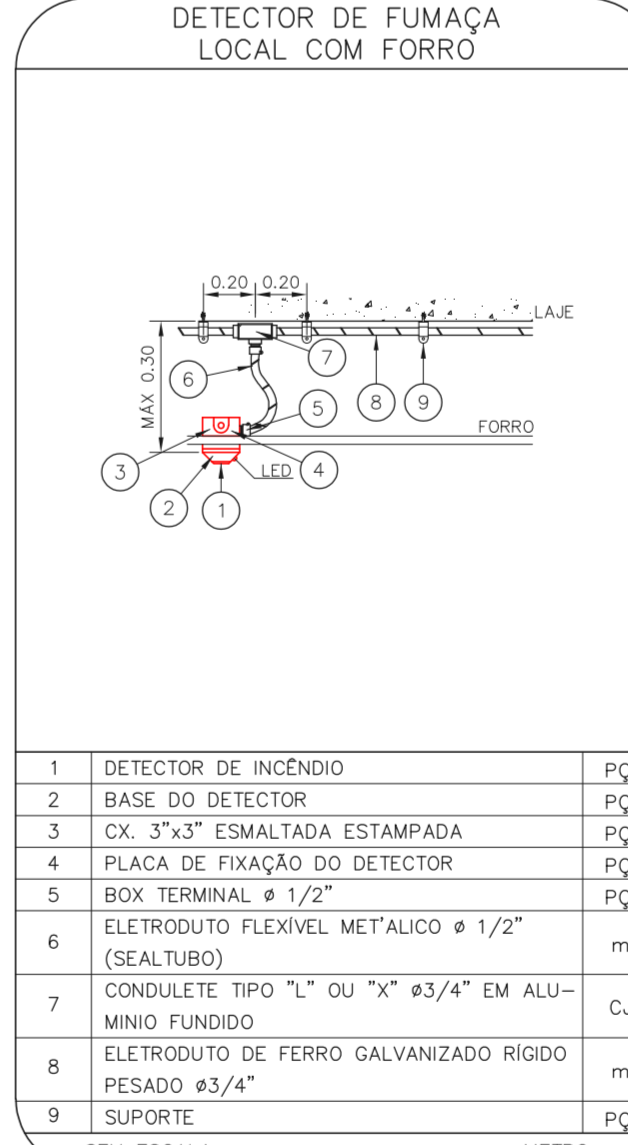 DETECTOR DE FUMAÇA
LOCAL COM FORRO
0.20 0.20
LAJE
MÁX 0.30
7
6
5
8
9
FORRO
3
LED
4
2
1
1 DETECTOR DE INCÊNDIO PÇ
2 BASE DO DETECTOR PÇ
3 CX. 3”x3” ESMALTADA ESTAMPADA PÇ
4 PLACA DE FIXAÇÃO DO DETECTOR PÇ
5 BOX TERMINAL ø 1/2” PÇ
6 ELETRODUTO FLEXÍVEL MET’ALICO ø 1/2”
(SEALTUBO) m
7 CONDULETE TIPO ”L” OU ”X” ø3/4” EM ALU–
MINIO FUNDIDO CJ
8 ELETRODUTO DE FERRO GALVANIZADO RÍGIDO
PESADO ø3/4” m
9 SUPORTE PÇ